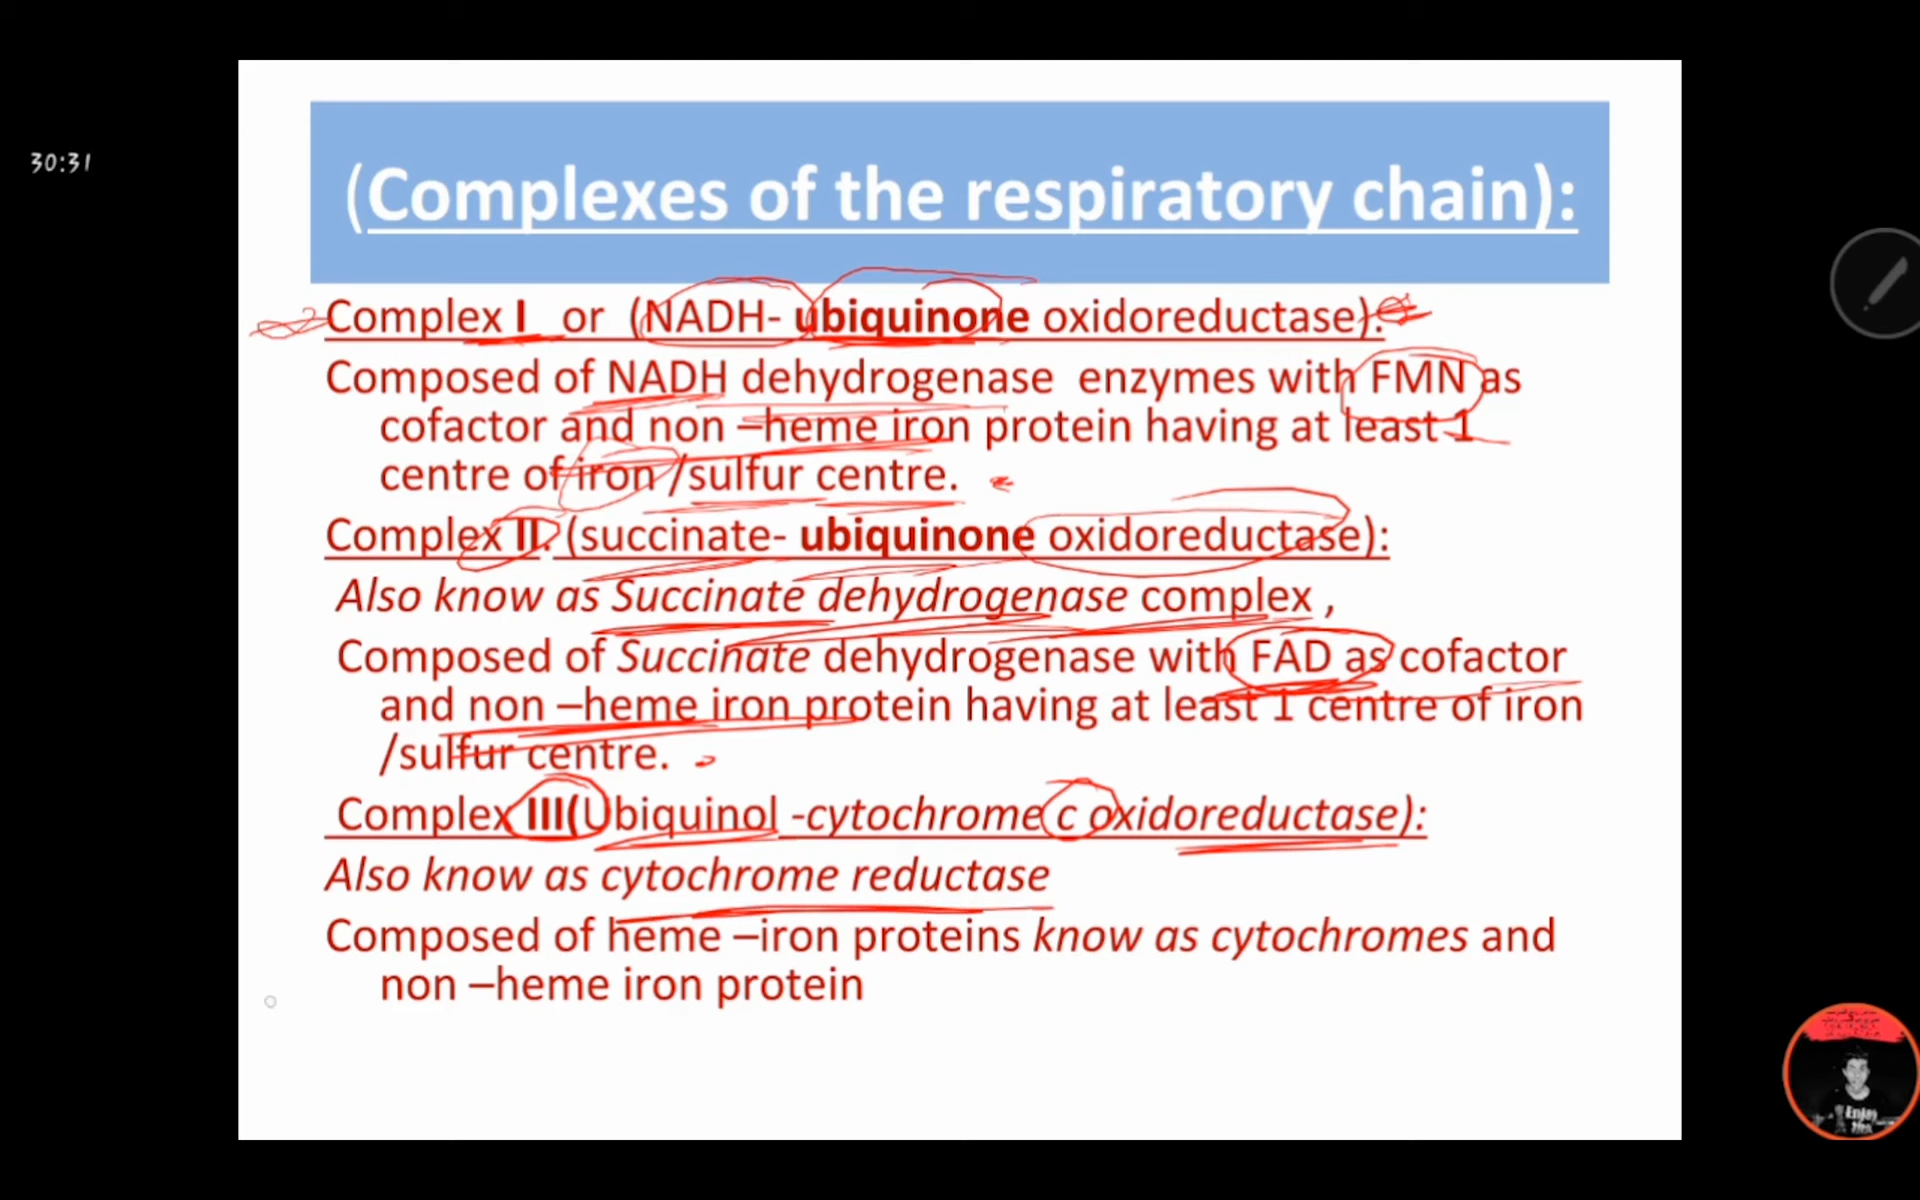 30:31
(Complexes of the respiratory chain):
Complex I or (NADH- ubiquinone oxidoreductase):
Composed of NADH dehydrogenase enzymes with FMN as
cofactor and non –heme iron protein having at least 1
centre of iron /sulfur centre.
Complex II. (succinate- ubiquinone oxidoreductase):
Also know as Succinate dehydrogenase complex ,
Composed of Succinate dehydrogenase with FAD as cofactor
and non –heme iron protein having at least 1 centre of iron
/sulfur centre.
Complex III(Ubiquinol -cytochrome c oxidoreductase):
Also know as cytochrome reductase
Composed of heme –iron proteins know as cytochromes and
non –heme iron protein
Enjoy